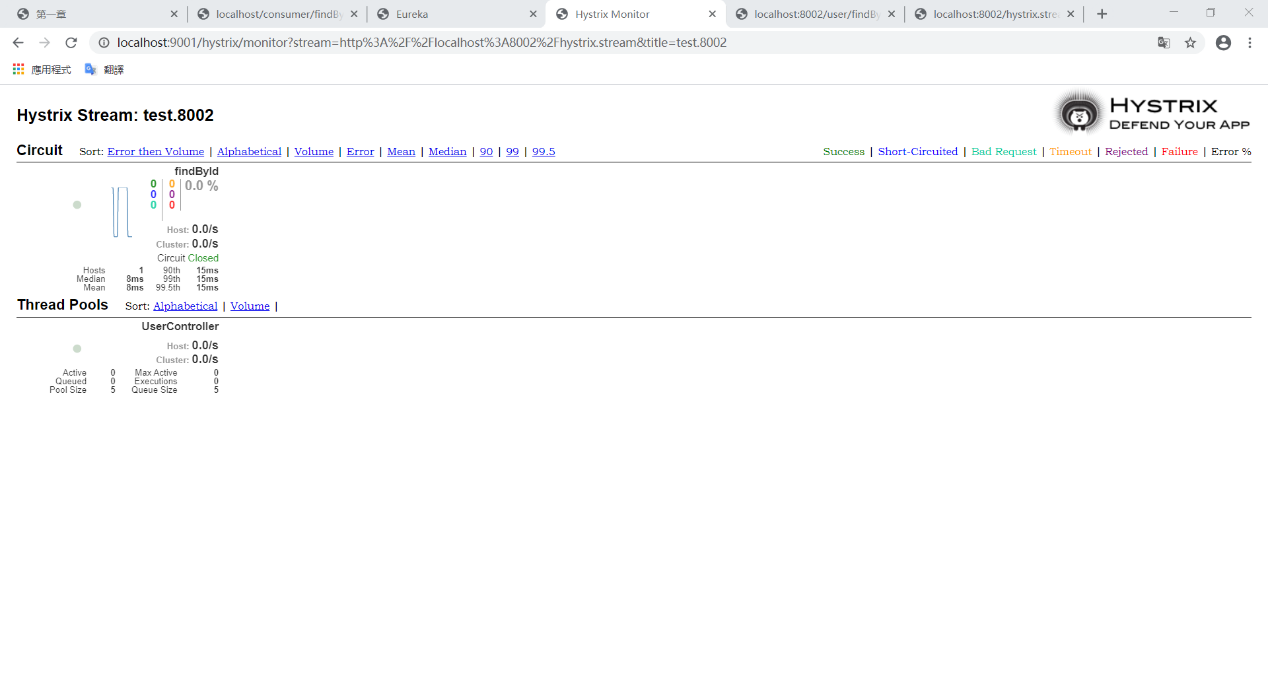 第一章
localhost/consumer/findBy
Eureka
Hystrix Monitor
localhost:8002/user/findBy
localhost:8002/hystrix.stre
localhost:9001/hystrix/monitor?stream=http%3A%2F%2Flocalhost%3A8002%2Fhystrix.stream&title=test.8002
應用程式 翻譯
Hystrix Stream: test.8002
HYSTRIX
DEFEND YOUR APP
Circuit Sort: Error then Volume | Alphabetical | Volume | Error | Mean | Median | 90 | 99 | 99.5
Success | Short-Circuited | Bad Request | Timeout | Rejected | Failure | Error %
findById
0 0 0.0 %
0 0
0 0
Host: 0.0/s
Cluster: 0.0/s
Circuit Closed
Hosts 1 90th 15ms
Median 8ms 99th 15ms
Mean 8ms 99.5th 15ms
Thread Pools Sort: Alphabetical | Volume |
UserController
Host: 0.0/s
Cluster: 0.0/s
Active 0 Max Active 0
Queued 0 Executions 0
Pool Size 5 Queue Size 5